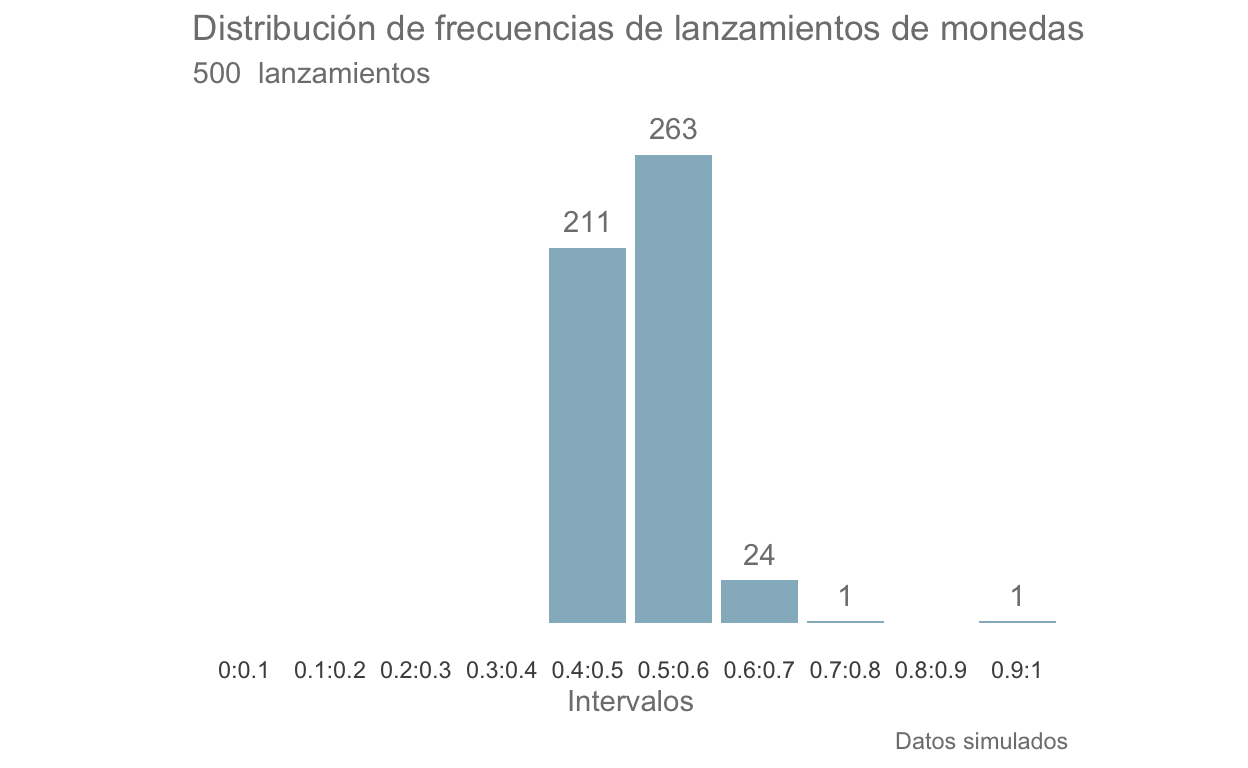 Distribución de frecuencias de lanzamientos de monedas
500  lanzamientos
263
211
24
1
1
0:0.1 0.1:0.2 0.2:0.3 0.3:0.4 0.4:0.5 0.5:0.6 0.6:0.7 0.7:0.8 0.8:0.9 0.9:1
Intervalos
Datos simulados